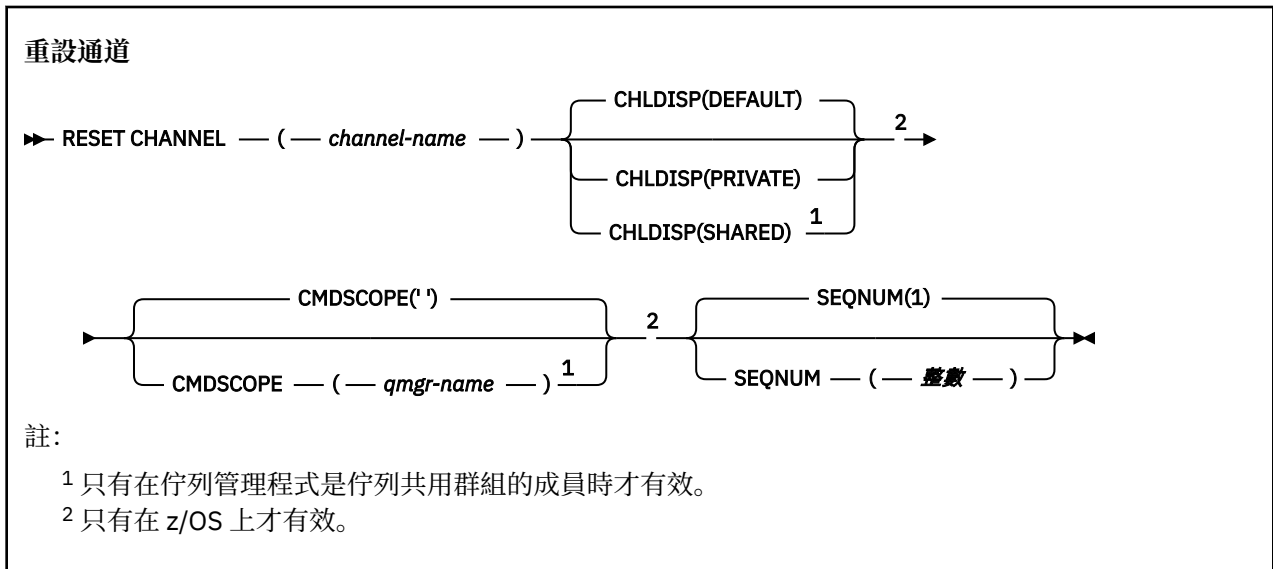 重設通道
CHLDISP(DEFAULT)
RESET CHANNEL ( channel-name ) 2
CHLDISP(PRIVATE)
CHLDISP(SHARED) 1
CMDSCOPE(' ') SEQNUM(1)
2
CMDSCOPE ( qmgr-name ) 1 SEQNUM ( 整數 )
註：
1 只有在佇列管理程式是佇列共用群組的成員時才有效。
2 只有在 z/OS 上才有效。